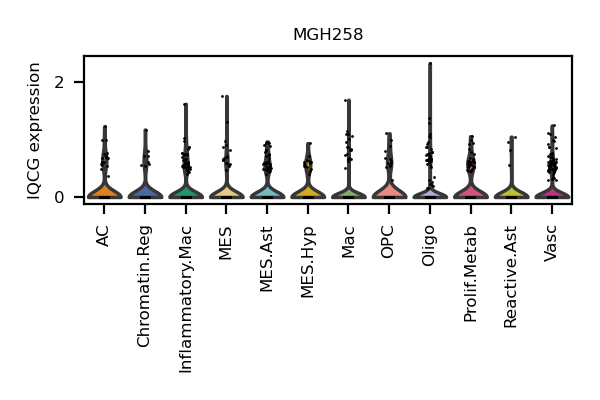 MGH258
IQCG expression
2
0
AC
Chromatin.Reg
Inflammatory.Mac
MES
MES.Ast
MES.Hyp
Mac
OPC
Oligo
Prolif.Metab
Reactive.Ast
Vasc